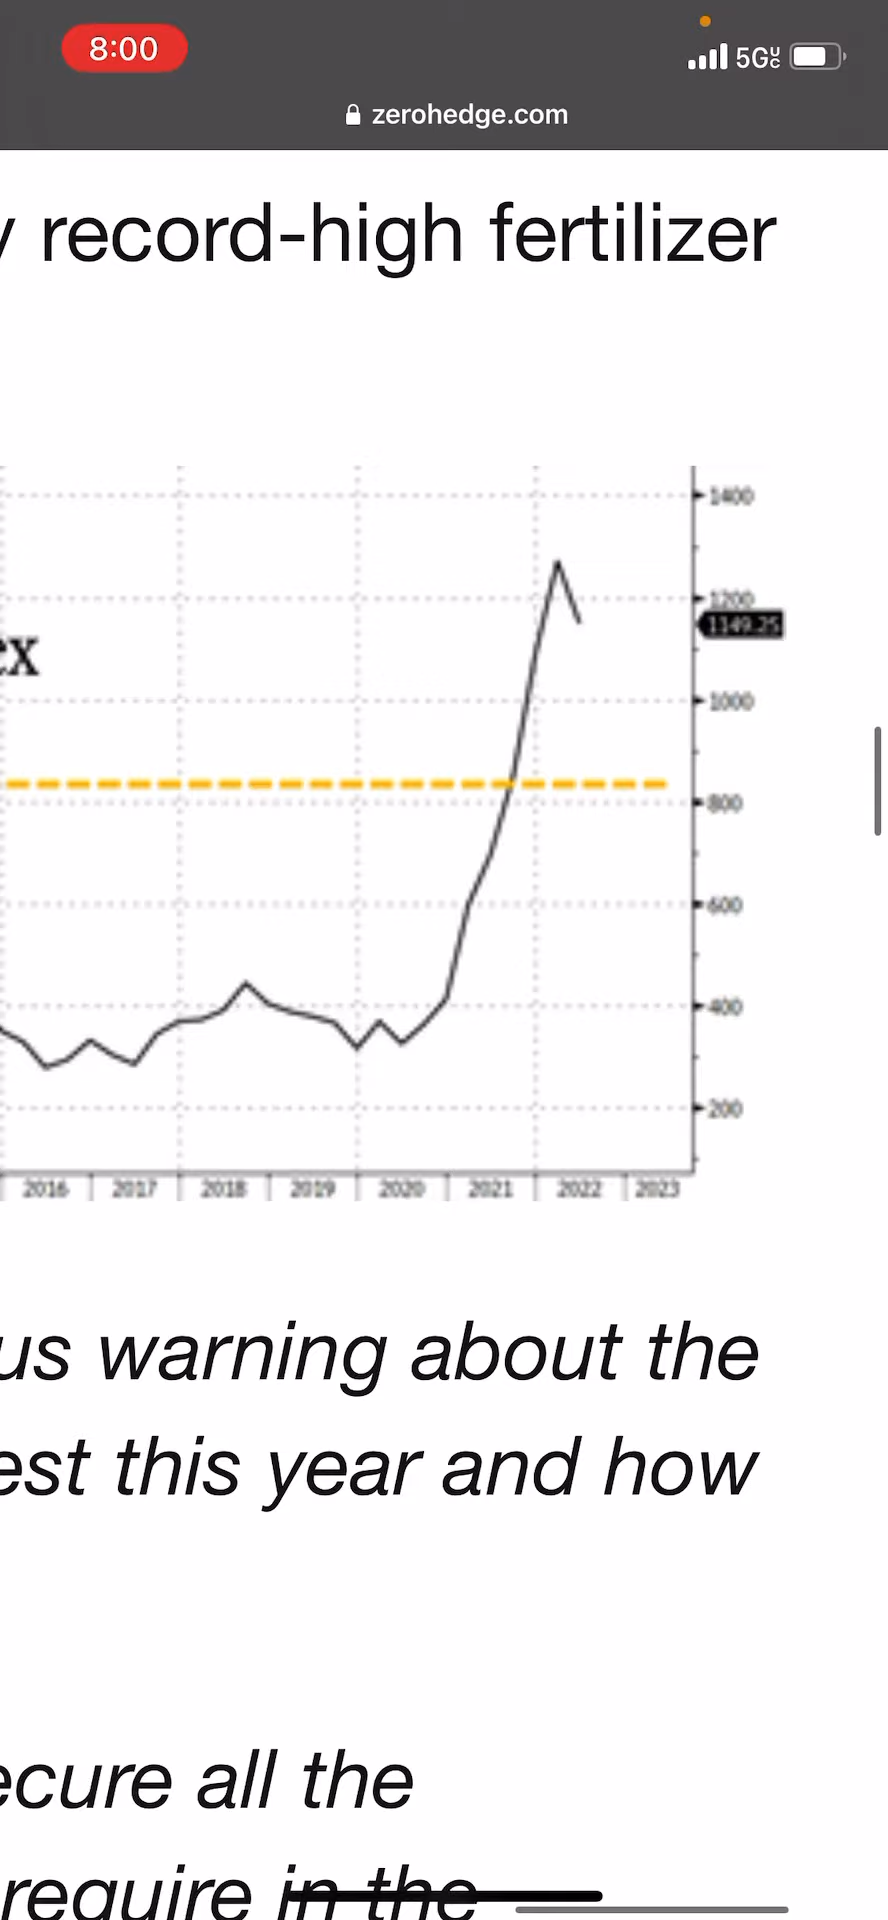 8:00
5G UC
zerohedge.com
record-high fertilizer
1400
1200
1149.25
ex
1000
800
600
400
200
2016 2017 2018 2019 2020 2021 2022 2023
us warning about the
est this year and how
ecure all the
require in the